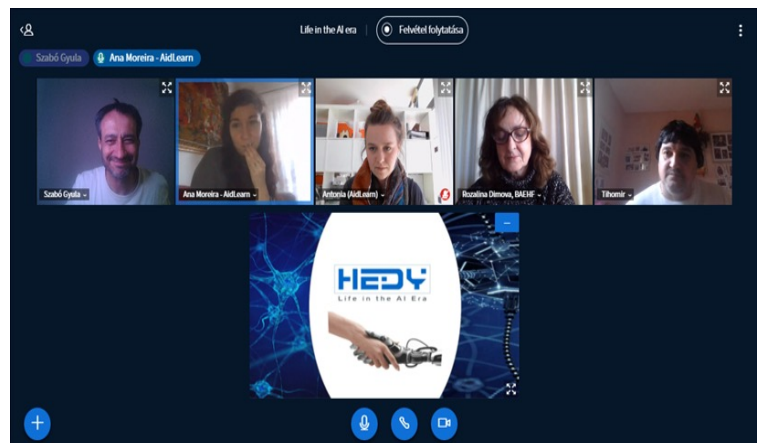 Life in the AI era
Felvétel folytatása
Szabó Gyula
Ana Moreira - AidLearn
Szabó Gyula
Ana Moreira - AidLearn
Antonia (AidLearn)
Rozalina Dimova, BAEHF
Tihomir
HEDY
Life in the AI Era